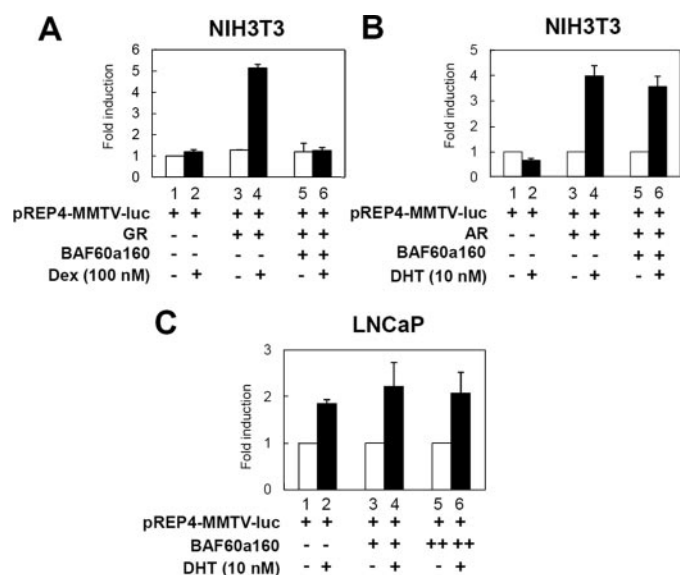 A
NIH3T3
Fold induction
6
5
4
3
2
1
0
1 2 3 4 5 6
pREP4-MMTV-luc + + + + + +
GR - - + + + +
BAF60a160 - - - - + +
Dex (100 nM) - + - + - +
B
NIH3T3
Fold induction
5
4
3
2
1
0
1 2 3 4 5 6
pREP4-MMTV-luc + + + + + +
AR - - + + + +
BAF60a160 - - - - + +
DHT (10 nM) - + - + - +
C
LNCaP
Fold induction
3
2
1
0
1 2 3 4 5 6
pREP4-MMTV-luc + + + + + +
BAF60a160 - - + + ++ ++
DHT (10 nM) - + - + - +